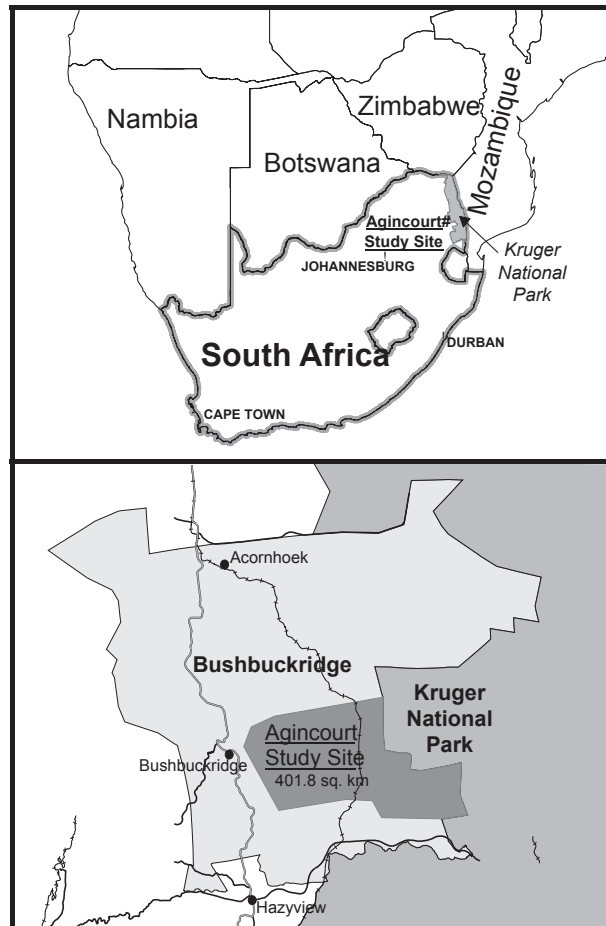 Nambia
Zimbabwe
Botswana
Mozambique
Agincourt#
Study Site
JOHANNESBURG
Kruger
National
Park
South Africa
DURBAN
CAPE TOWN
Acornhoek
Bushbuckridge
Kruger
National
Park
Agincourt
Study Site
401.8 sq. km
Bushbuckridge
Hazyview